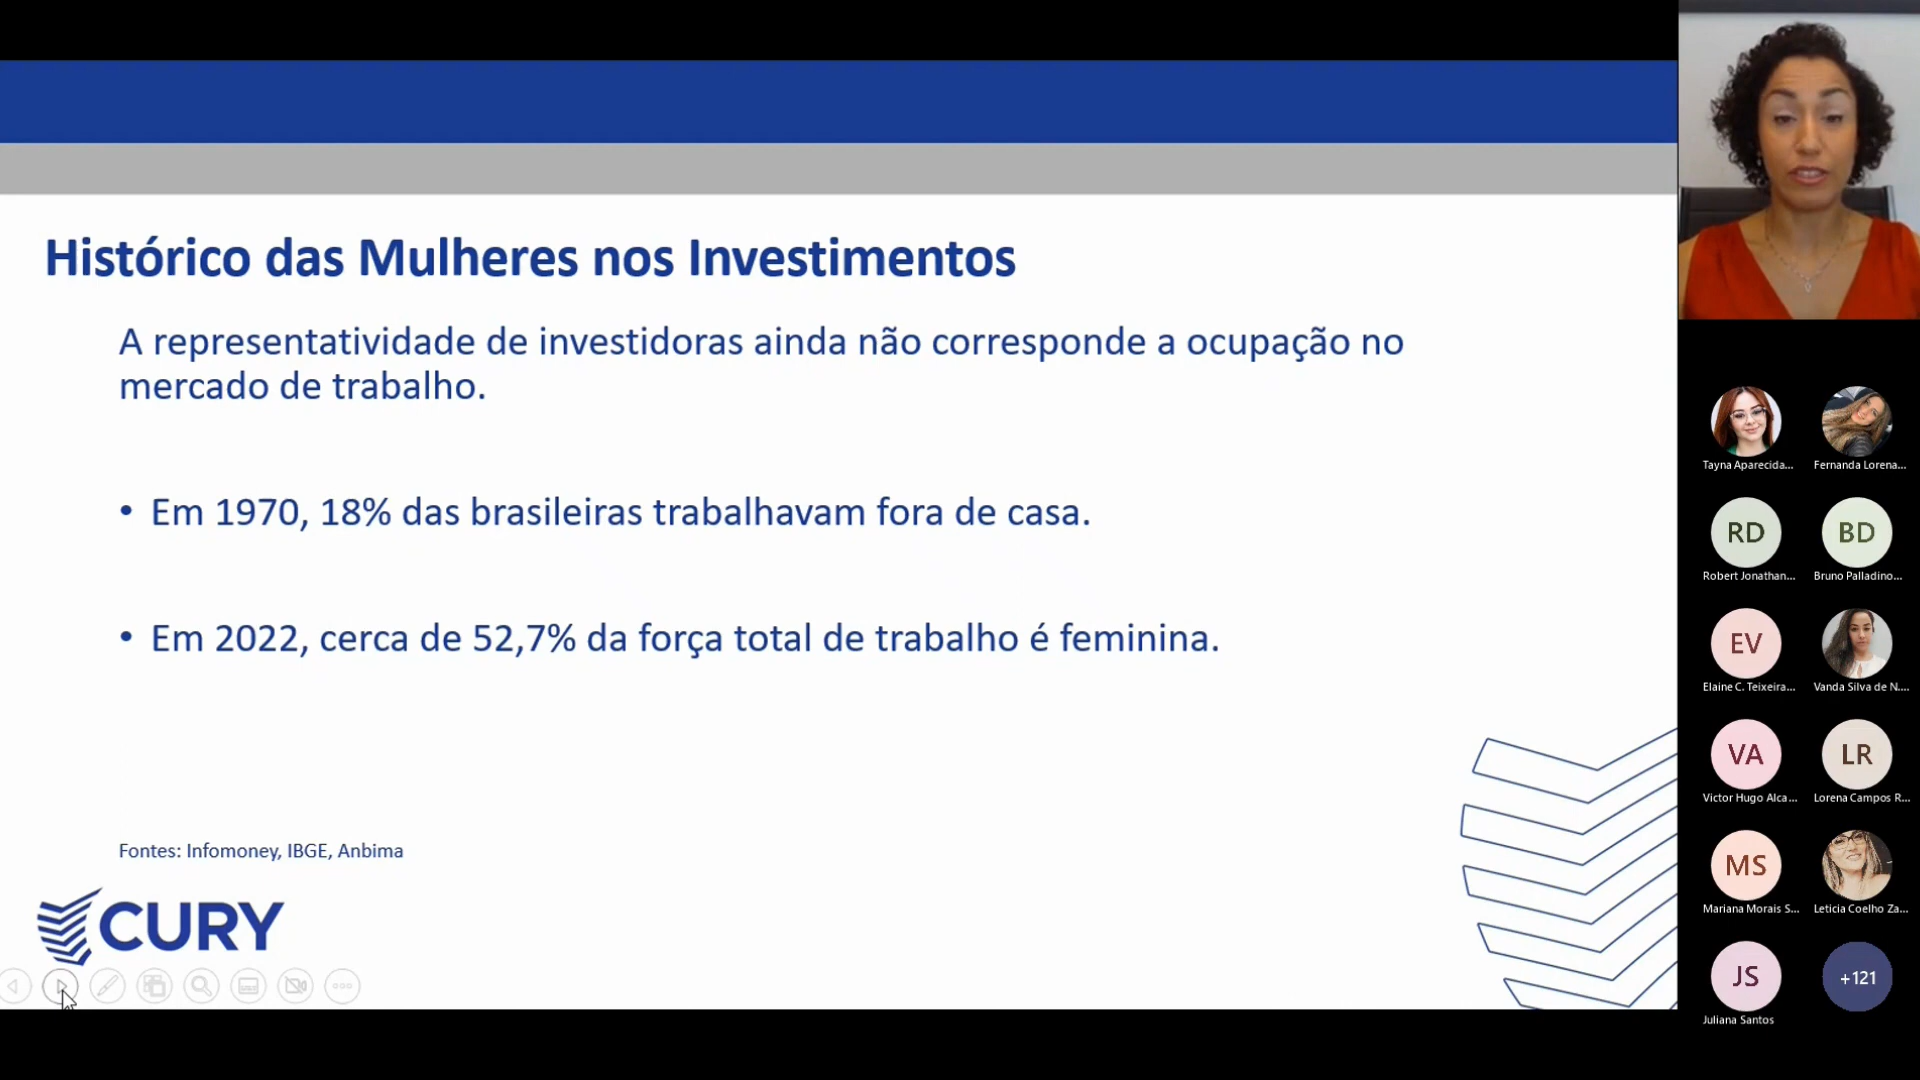 Histórico das Mulheres nos Investimentos
A representatividade de investidoras ainda não corresponde a ocupação no
mercado de trabalho.
• Em 1970, 18% das brasileiras trabalhavam fora de casa.
• Em 2022, cerca de 52,7% da força total de trabalho é feminina.
Fontes: Infomoney, IBGE, Anbima
CURY
Tayna Aparecida...
Fernanda Lorena...
RD
BD
Robert Jonathan...
Bruno Palladino...
EV
Elaine C. Teixeira...
Vanda Silva de N....
VA
LR
Victor Hugo Alca...
Lorena Campos R...
MS
Mariana Morais S...
Leticia Coelho Za...
JS
+121
Juliana Santos